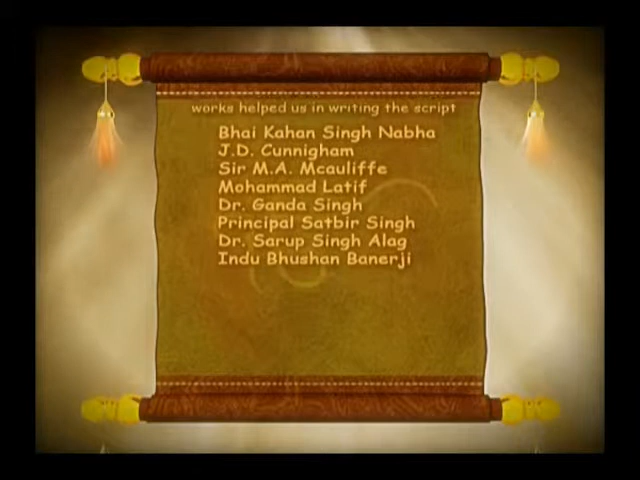 works helped us in writing the script
Bhai Kahan Singh Nabha
J.D. Cunnigham
Sir M.A. Mcauliffe
Mohammad Latif
Dr. Ganda Singh
Principal Satbir Singh
Dr. Sarup Singh Alag
Indu Bhushan Banerji